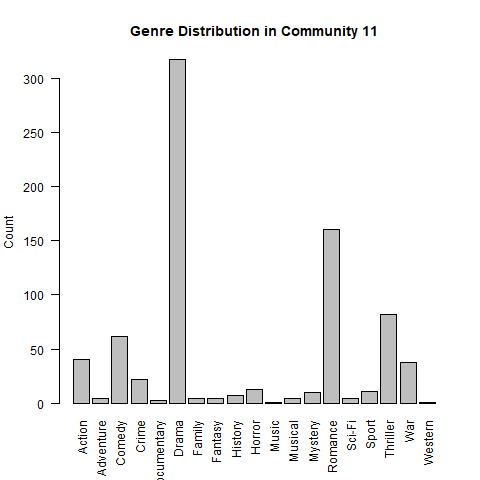 Genre Distribution in Community 11
Count
300
250
200
150
100
50
0
Action
Adventure
Comedy
Crime
ocumentary
Drama
Family
Fantasy
History
Horror
Music
Musical
Mystery
Romance
Sci-Fi
Sport
Thriller
War
Western